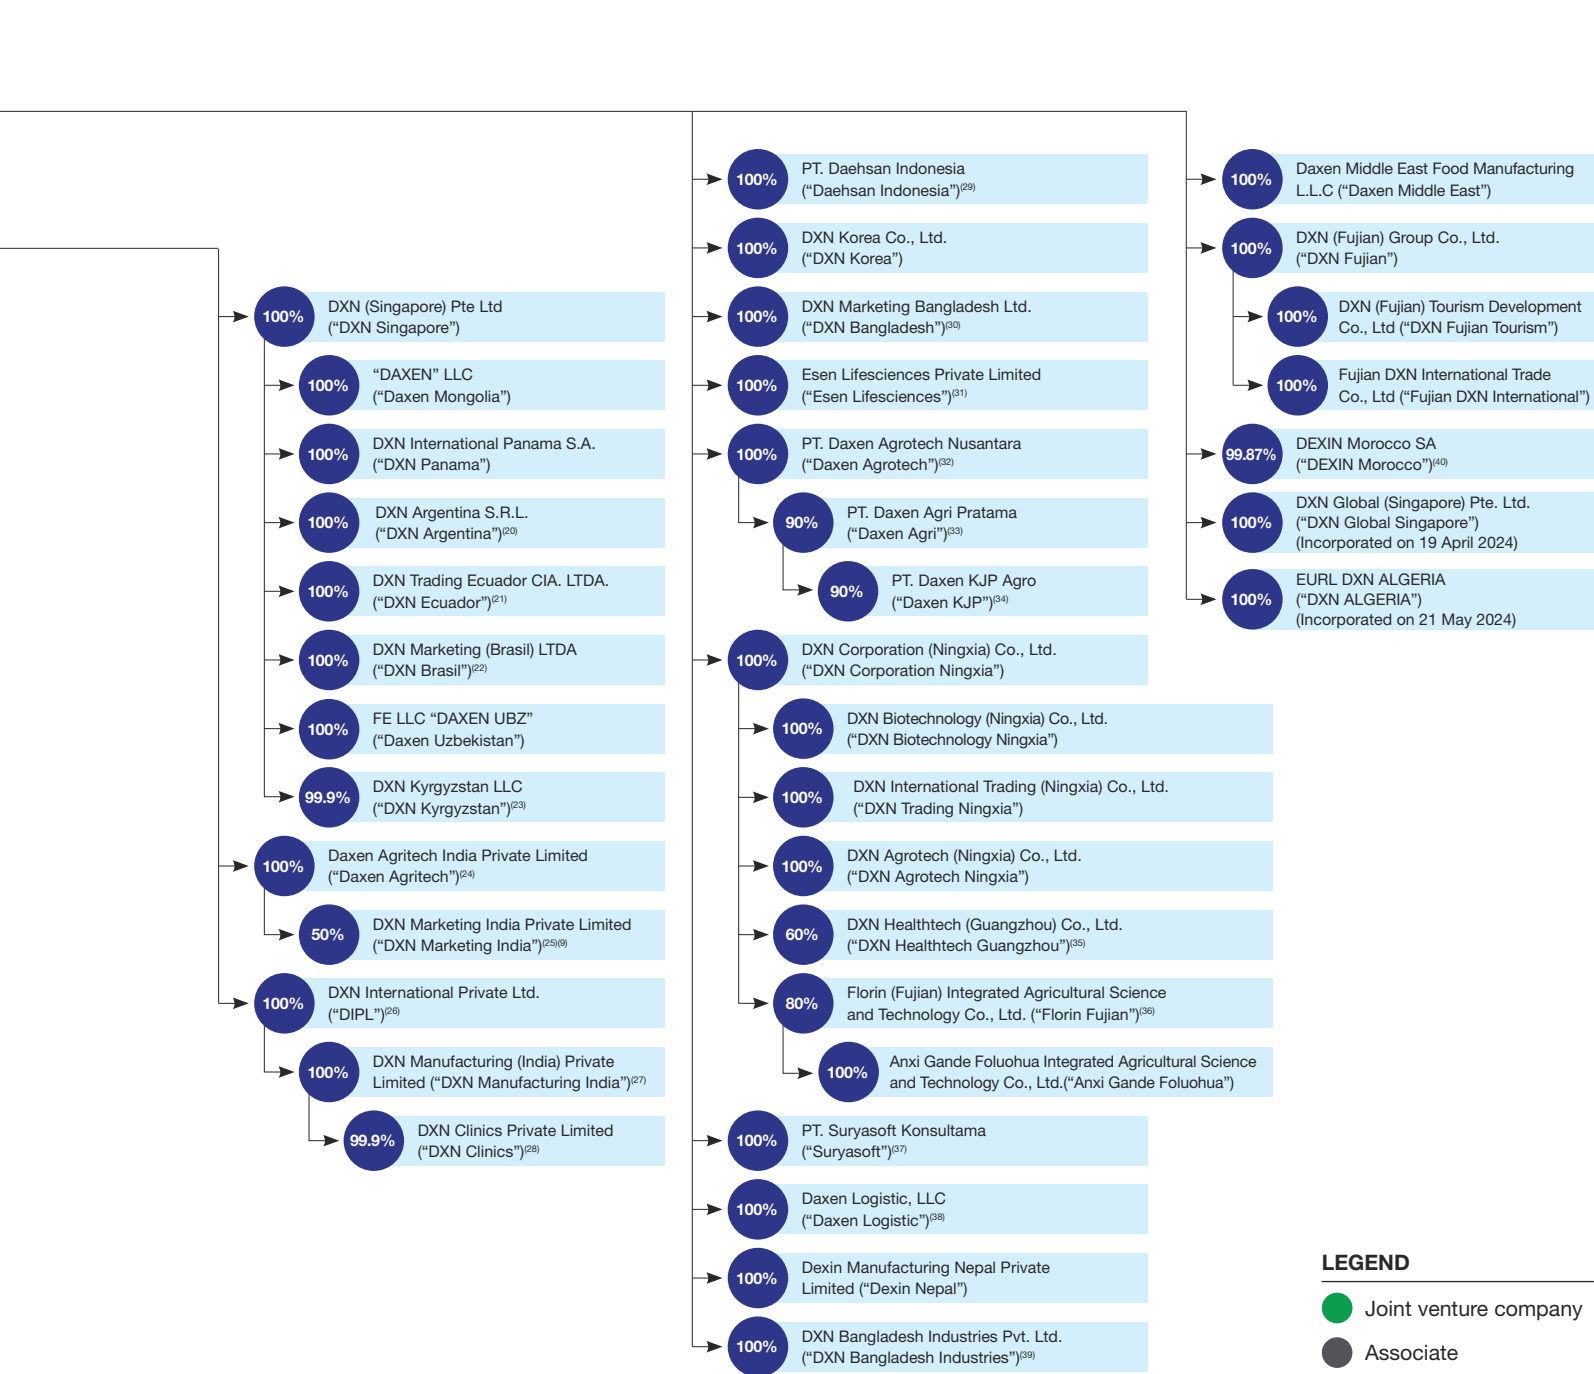 100%
DXN (Singapore) Pte Ltd
(“DXN Singapore”)
100%
“DAXEN” LLC
(“Daxen Mongolia”)
100%
DXN International Panama S.A.
(“DXN Panama”)
100%
DXN Argentina S.R.L.
(“DXN Argentina”)(20)
100%
DXN Trading Ecuador CIA. LTDA.
(“DXN Ecuador”)(21)
100%
DXN Marketing (Brasil) LTDA
(“DXN Brasil”)(22)
100%
FE LLC “DAXEN UBZ”
(“Daxen Uzbekistan”)
99.9%
DXN Kyrgyzstan LLC
(“DXN Kyrgyzstan”)(23)
100%
Daxen Agritech India Private Limited
(“Daxen Agritech”)(24)
50%
DXN Marketing India Private Limited
(“DXN Marketing India”)(25)(9)
100%
DXN International Private Ltd.
(“DIPL”)(26)
100%
DXN Manufacturing (India) Private
Limited (“DXN Manufacturing India”)(27)
99.9%
DXN Clinics Private Limited
(“DXN Clinics”)(28)
100%
PT. Daehsan Indonesia
(“Daehsan Indonesia”)(29)
100%
DXN Korea Co., Ltd.
(“DXN Korea”)
100%
DXN Marketing Bangladesh Ltd.
(“DXN Bangladesh”)(30)
100%
Esen Lifesciences Private Limited
(“Esen Lifesciences”)(31)
100%
PT. Daxen Agrotech Nusantara
(“Daxen Agrotech”)(32)
90%
PT. Daxen Agri Pratama
(“Daxen Agri”)(33)
90%
PT. Daxen KJP Agro
(“Daxen KJP”)(34)
100%
DXN Corporation (Ningxia) Co., Ltd.
(“DXN Corporation Ningxia”)
100%
DXN Biotechnology (Ningxia) Co., Ltd.
(“DXN Biotechnology Ningxia”)
100%
DXN International Trading (Ningxia) Co., Ltd.
(“DXN Trading Ningxia”)
100%
DXN Agrotech (Ningxia) Co., Ltd.
(“DXN Agrotech Ningxia”)
60%
DXN Healthtech (Guangzhou) Co., Ltd.
(“DXN Healthtech Guangzhou”)(35)
80%
Florin (Fujian) Integrated Agricultural Science
and Technology Co., Ltd. (“Florin Fujian”)(36)
100%
Anxi Gande Foluohua Integrated Agricultural Science
and Technology Co., Ltd.(“Anxi Gande Foluohua”)
100%
PT. Suryasoft Konsultama
(“Suryasoft”)(37)
100%
Daxen Logistic, LLC
(“Daxen Logistic”)(38)
100%
Dexin Manufacturing Nepal Private
Limited (“Dexin Nepal”)
100%
DXN Bangladesh Industries Pvt. Ltd.
(“DXN Bangladesh Industries”)(39)
100%
Daxen Middle East Food Manufacturing
L.L.C (“Daxen Middle East”)
100%
DXN (Fujian) Group Co., Ltd.
(“DXN Fujian”)
100%
DXN (Fujian) Tourism Development
Co., Ltd (“DXN Fujian Tourism”)
100%
Fujian DXN International Trade
Co., Ltd (“Fujian DXN International”)
99.87%
DEXIN Morocco SA
(“DEXIN Morocco”)(40)
100%
DXN Global (Singapore) Pte. Ltd.
(“DXN Global Singapore”)
(Incorporated on 19 April 2024)
100%
EURL DXN ALGERIA
(“DXN ALGERIA”)
(Incorporated on 21 May 2024)
LEGEND
Joint venture company
Associate